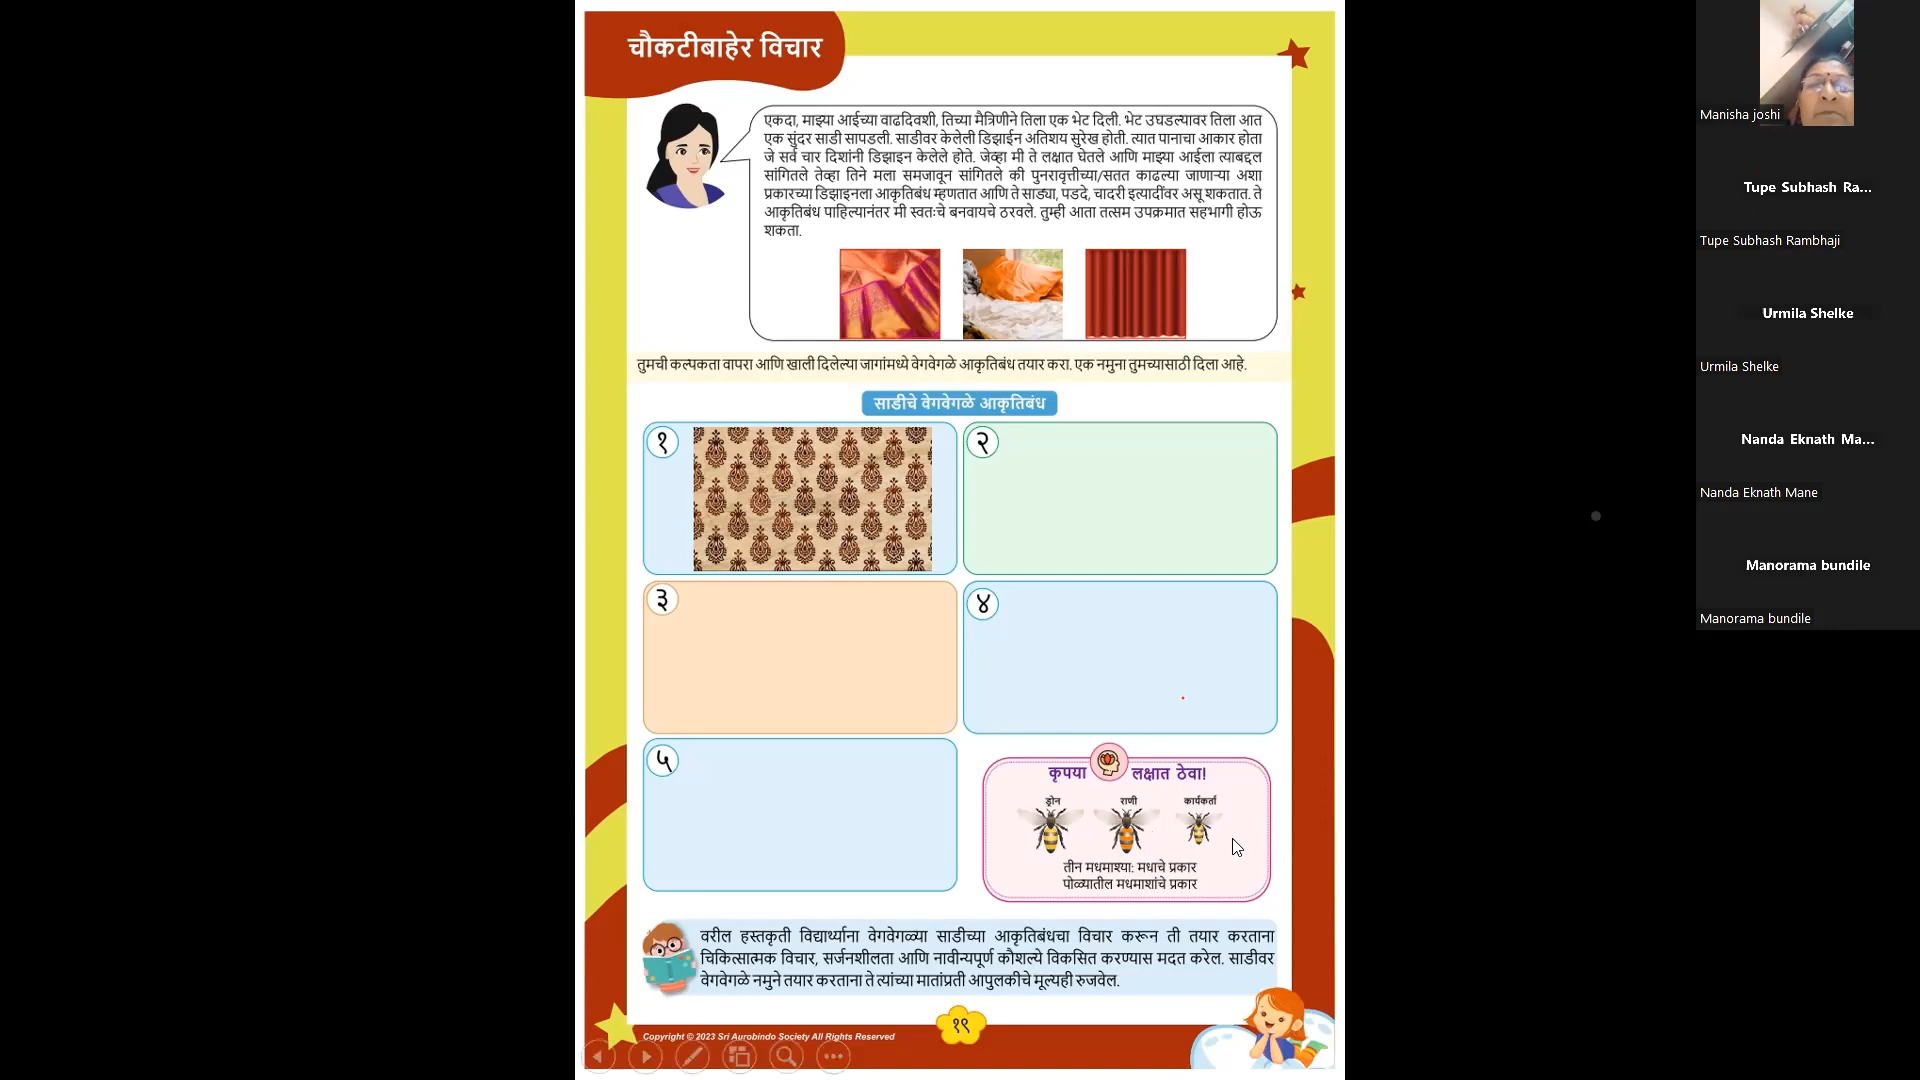 चौकटीबाहेर विचार
एकदा, माझ्या आईच्या वाढदिवशी, तिच्या मैत्रिणीने तिला एक भेट दिली. भेट उघडल्यावर तिला आत
एक सुंदर साडी सापडली. साडीवर केलेली डिझाईन अतिशय सुरेख होती. त्यात पानाचा आकार होता
जे सर्व चार दिशांनी डिझाइन केलेले होते. जेव्हा मी ते लक्षात घेतले आणि माझ्या आईला त्याबद्दल
सांगितले तेव्हा तिने मला समजावून सांगितले की पुनरावृत्तीच्या/सतत काढल्या जाणाऱ्या अशा
प्रकारच्या डिझाइनला आकृतिबंध म्हणतात आणि ते साड्या, पडदे, चादरी इत्यादींवर असू शकतात. ते
आकृतिबंध पाहिल्यानंतर मी स्वतःचे बनवायचे ठरवले. तुम्ही आता तत्सम उपक्रमात सहभागी होऊ
शकता.
तुमची कल्पकता वापरा आणि खाली दिलेल्या जागांमध्ये वेगवेगळे आकृतिबंध तयार करा. एक नमुना तुमच्यासाठी दिला आहे.
साडीचे वेगवेगळे आकृतिबंध
१
२
३
४
५
कृपया लक्षात ठेवा!
ड्रोन राणी कार्यकर्ता
तीन मधमाश्या: मधाचे प्रकार
पोळ्यातील मधमाशांचे प्रकार
वरील हस्तकृती विद्यार्थ्यांना वेगवेगळ्या साडीच्या आकृतिबंधचा विचार करून ती तयार करताना
चिकित्सात्मक विचार, सर्जनशीलता आणि नावीन्यपूर्ण कौशल्ये विकसित करण्यास मदत करेल. साडीवर
वेगवेगळे नमुने तयार करताना ते त्यांच्या मातांप्रती आपुलकीचे मूल्यही रुजवेल.
१९
Copyright © 2023 Sri Aurobindo Society All Rights Reserved
Manisha joshi
Tupe Subhash Ra...
Tupe Subhash Rambhaji
Urmila Shelke
Urmila Shelke
Nanda Eknath Ma...
Nanda Eknath Mane
Manorama bundile
Manorama bundile